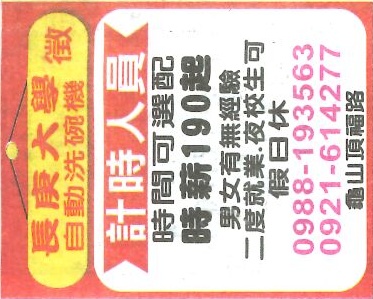 長庚大學 徵
自動洗碗機
計時人員
時間可選配
時薪190起
男女有無經驗
二度就業.夜校生可
假日休
0988-193563
0921-614277
龜山頂福路